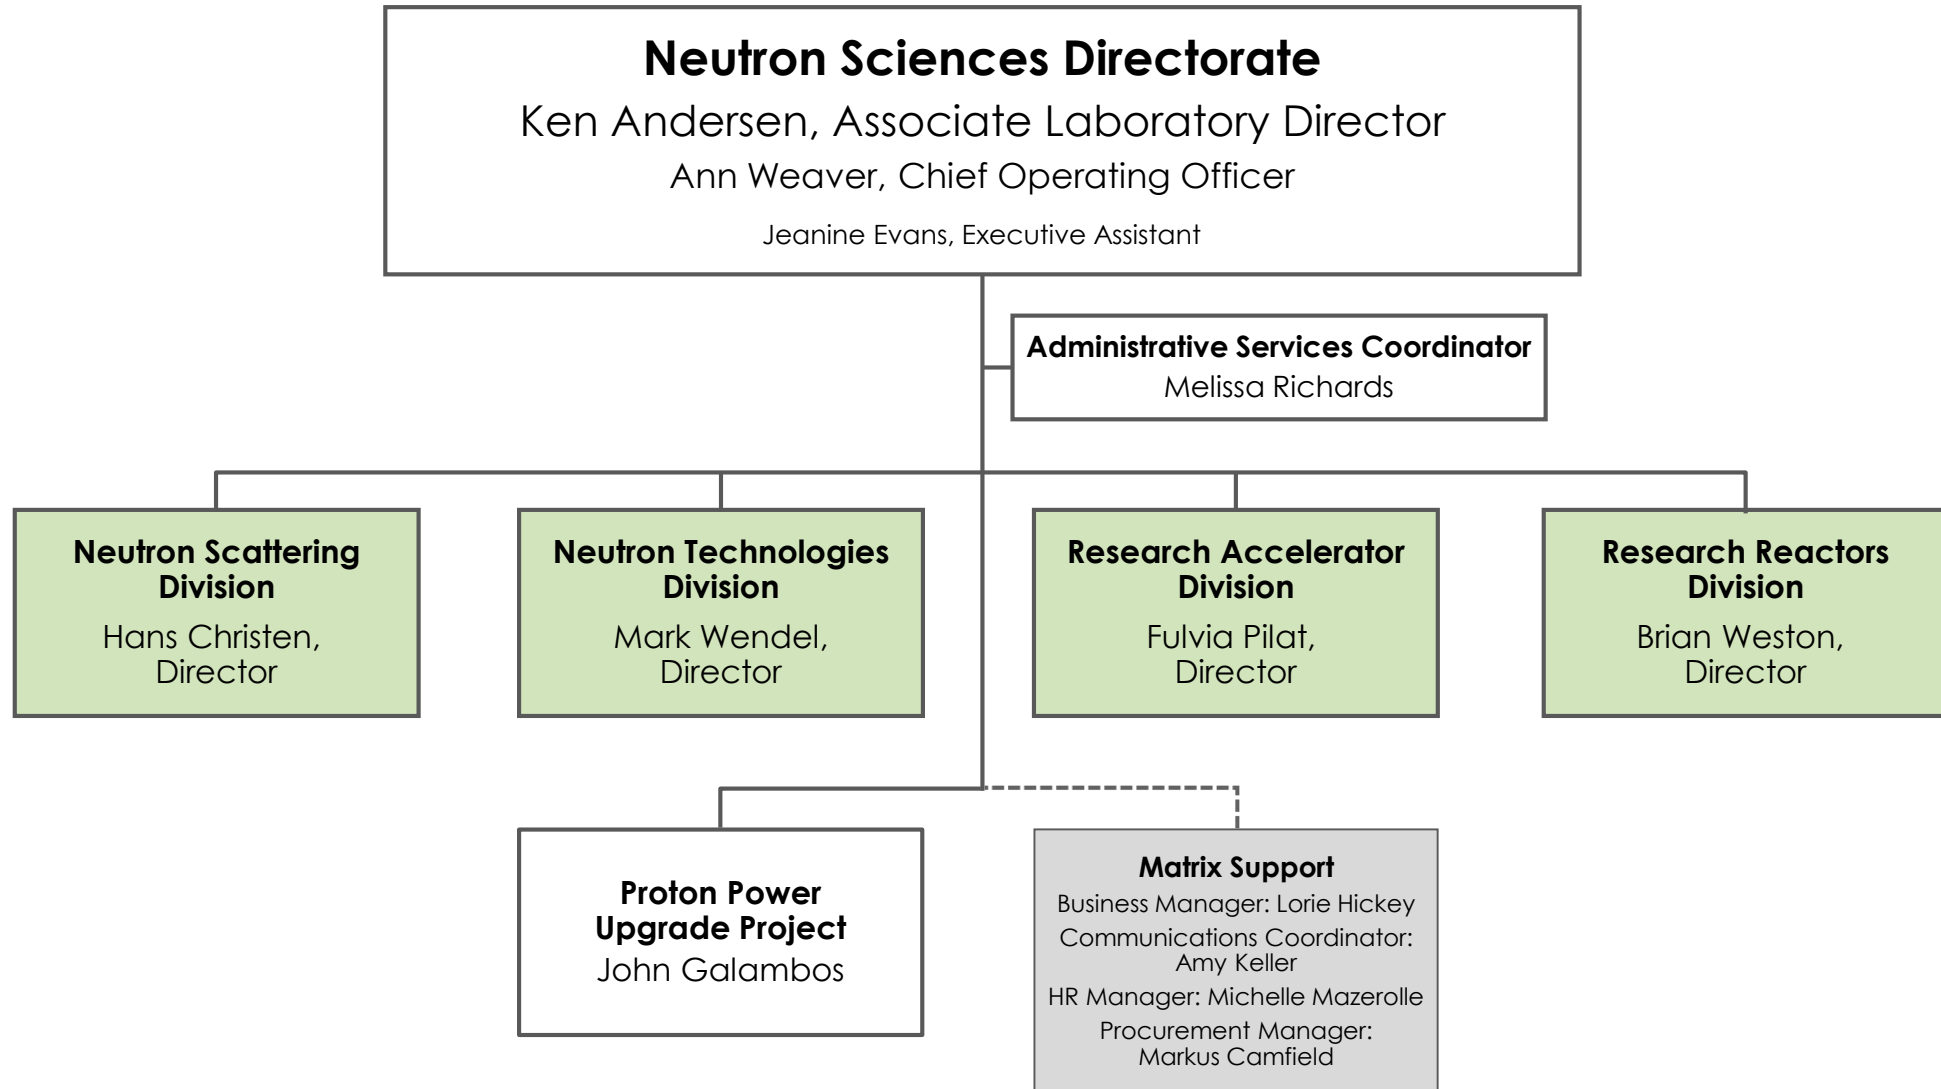 Neutron Sciences Directorate
Ken Andersen, Associate Laboratory Director
Ann Weaver, Chief Operating Officer
Jeanine Evans, Executive Assistant
Administrative Services Coordinator
Melissa Richards
Neutron Scattering
Division
Hans Christen,
Director
Neutron Technologies
Division
Mark Wendel,
Director
Research Accelerator
Division
Fulvia Pilat,
Director
Research Reactors
Division
Brian Weston,
Director
Proton Power
Upgrade Project
John Galambos
Matrix Support
Business Manager: Lorie Hickey
Communications Coordinator:
Amy Keller
HR Manager: Michelle Mazerolle
Procurement Manager:
Markus Camfield